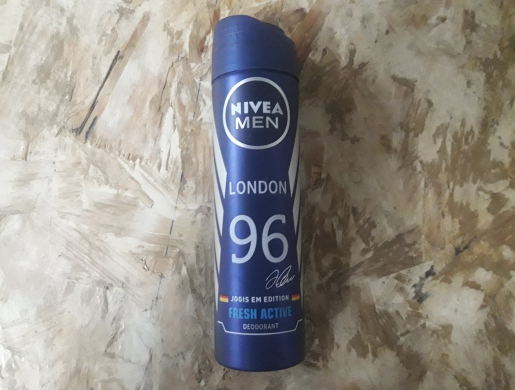 NIVEA
MEN
LONDON
96
JOGIS EM EDITION
FRESH ACTIVE
DEODORANT